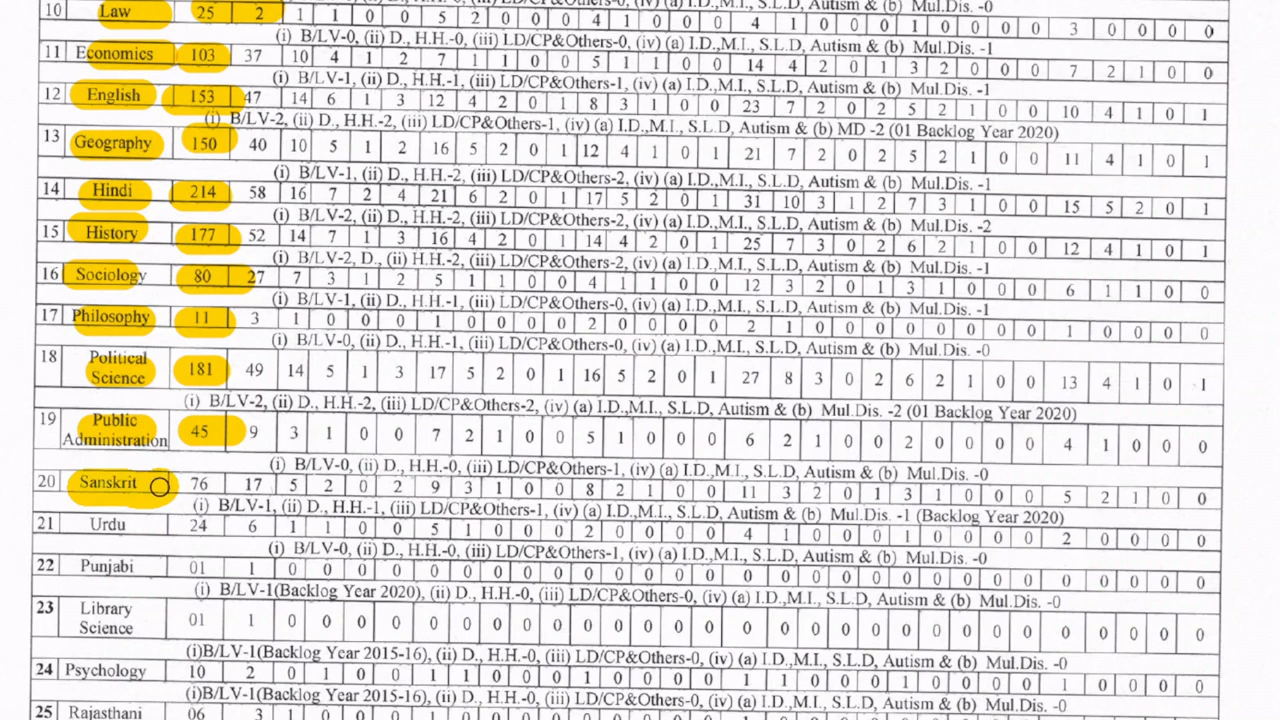 10 Law 25 2 1 1 0 0 5 2 0 0 0 4 1 0 0 0 4 1 0 0 0 1 0 0 0 0 3 0 0 0 0
(i) B/LV-0, (ii) D., H.H.-0, (iii) LD/CP&Others-0, (iv) (a) I.D.,M.I., S.L.D, Autism & (b) Mul.Dis. -1
11 Economics 103 37 10 4 1 2 7 1 1 0 0 5 1 1 0 0 14 4 2 0 1 3 2 0 0 0 7 2 1 0 0
(i) B/LV-1, (ii) D., H.H.-1, (iii) LD/CP&Others-1, (iv) (a) I.D.,M.I., S.L.D, Autism & (b) Mul.Dis. -1
12 English 153 47 14 6 1 3 12 4 2 0 1 8 3 1 0 0 23 7 2 0 2 5 2 1 0 0 10 4 1 0 1
(i) B/LV-2, (ii) D., H.H.-2, (iii) LD/CP&Others-1, (iv) (a) I.D.,M.I., S.L.D, Autism & (b) MD -2 (01 Backlog Year 2020)
13 Geography 150 40 10 5 1 2 16 5 2 0 1 12 4 1 0 1 21 7 2 0 2 5 2 1 0 0 11 4 1 0 1
(i) B/LV-1, (ii) D., H.H.-2, (iii) LD/CP&Others-2, (iv) (a) I.D.,M.I., S.L.D, Autism & (b) Mul.Dis. -1
14 Hindi 214 58 16 7 2 4 21 6 2 0 1 17 5 2 0 1 31 10 3 1 2 7 3 1 0 0 15 5 2 0 1
(i) B/LV-2, (ii) D., H.H.-2, (iii) LD/CP&Others-2, (iv) (a) I.D.,M.I., S.L.D, Autism & (b) Mul.Dis. -2
15 History 177 52 14 7 1 3 16 4 2 0 1 14 4 2 0 1 25 7 3 0 2 6 2 1 0 0 12 4 1 0 1
(i) B/LV-2, D., H.H.-2, (iii) LD/CP&Others-2, (iv) (a) I.D.,M.I., S.L.D, Autism & (b) Mul.Dis. -1
16 Sociology 80 27 7 3 1 2 5 1 1 0 0 4 1 1 0 0 12 3 2 0 1 3 1 0 0 0 6 1 1 0 0
(i) B/LV-1, (ii) D., H.H.-1, (iii) LD/CP&Others-0, (iv) (a) I.D.,M.I., S.L.D, Autism & (b) Mul.Dis. -1
17 Philosophy 11 3 1 0 0 0 1 0 0 0 0 2 0 0 0 0 2 1 0 0 0 0 0 0 0 0 1 0 0 0 0
(i) B/LV-0, (ii) D., H.H.-1, (iii) LD/CP&Others-0, (iv) (a) I.D.,M.I., S.L.D, Autism & (b) Mul.Dis. -0
18 Political Science 181 49 14 5 1 3 17 5 2 0 1 16 5 2 0 1 27 8 3 0 2 6 2 1 0 0 13 4 1 0 1
(i) B/LV-2, (ii) D., H.H.-2, (iii) LD/CP&Others-2, (iv) (a) I.D.,M.I., S.L.D, Autism & (b) Mul.Dis. -2 (01 Backlog Year 2020)
19 Public Administration 45 9 3 1 0 0 7 2 1 0 0 5 1 0 0 0 6 2 1 0 0 2 0 0 0 0 4 1 0 0 0
(i) B/LV-0, (ii) D., H.H.-0, (iii) LD/CP&Others-1, (iv) (a) I.D.,M.I., S.L.D, Autism & (b) Mul.Dis. -0
20 Sanskrit 76 17 5 2 0 2 9 3 1 0 0 8 2 1 0 0 11 3 2 0 1 3 1 0 0 0 5 2 1 0 0
(i) B/LV-1, (ii) D., H.H.-1, (iii) LD/CP&Others-1, (iv) (a) I.D.,M.I., S.L.D, Autism & (b) Mul.Dis. -1 (Backlog Year 2020)
21 Urdu 24 6 1 1 0 0 5 1 0 0 0 2 0 0 0 0 4 1 0 0 0 1 0 0 0 0 2 0 0 0 0
(i) B/LV-0, (ii) D., H.H.-0, (iii) LD/CP&Others-1, (iv) (a) I.D.,M.I., S.L.D, Autism & (b) Mul.Dis. -0
22 Punjabi 01 1 0 0 0 0 0 0 0 0 0 0 0 0 0 0 0 0 0 0 0 0 0 0 0 0 0 0 0 0 0
(i) B/LV-1(Backlog Year 2020), (ii) D., H.H.-0, (iii) LD/CP&Others-0, (iv) (a) I.D.,M.I., S.L.D, Autism & (b) Mul.Dis. -0
23 Library Science 01 1 0 0 0 0 0 0 0 0 0 0 0 0 0 0 0 0 0 0 0 0 0 0 0 0 0 0 0 0 0
(i)B/LV-1(Backlog Year 2015-16), (ii) D., H.H.-0, (iii) LD/CP&Others-0, (iv) (a) I.D.,M.I., S.L.D, Autism & (b) Mul.Dis. -0
24 Psychology 10 2 0 1 0 0 1 1 0 0 0 1 0 0 0 0 1 1 0 0 0 1 0 0 0 0 1 0 0 0 0
(i)B/LV-1(Backlog Year 2015-16), (ii) D., H.H.-0, (iii) LD/CP&Others-0, (iv) (a) I.D.,M.I., S.L.D, Autism & (b) Mul.Dis. -0
25 Rajasthani 06 3 1 0 0 0 1 0 0 0 0